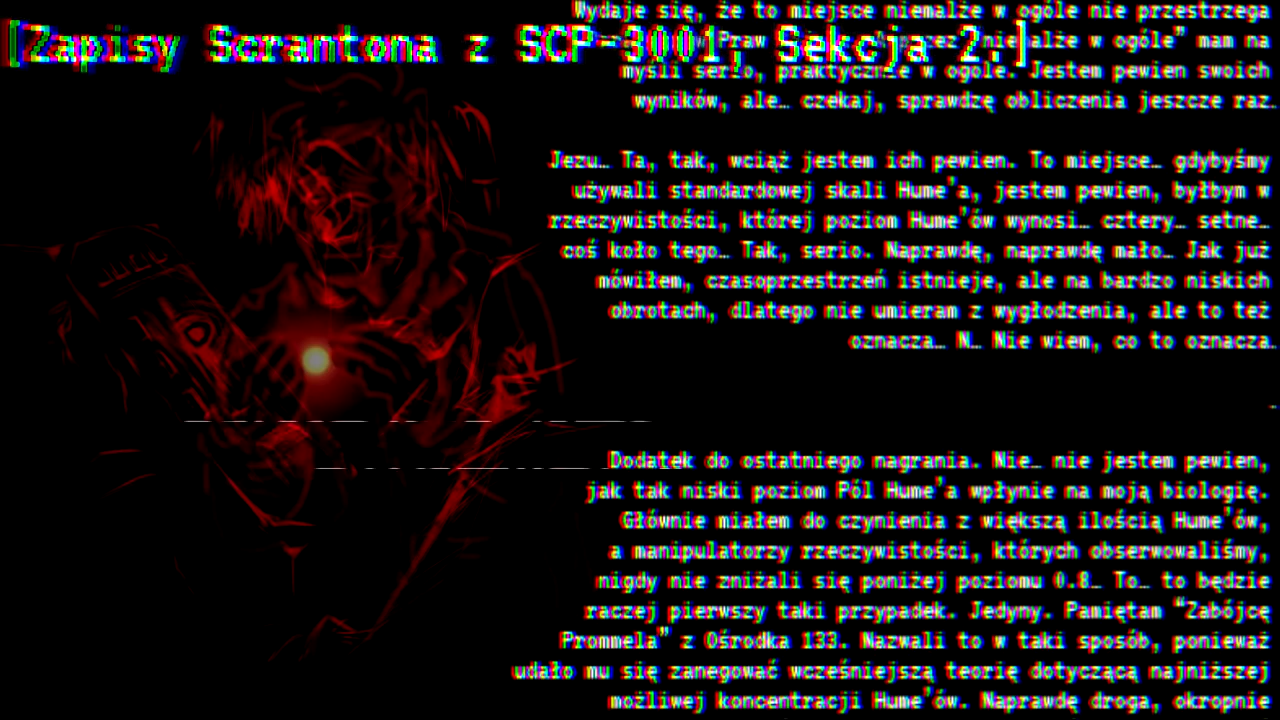 Wydaje się, że to miejsce niemalże w ogóle nie przestrzega
[Zapisy Scrantona z SCP-3001, Sekcja 2.]
Praw "niemalże w ogóle" mam na
myśli serio, praktycznie w ogóle. Jestem pewien swoich
wyników, ale… czekaj, sprawdzę obliczenia jeszcze raz.
Jezu… Ta, tak, wciąż jestem ich pewien. To miejsce… gdybyśmy
używali standardowej skali Hume'a, jestem pewien, byłbym w
rzeczywistości, której poziom Hume'ów wynosi… cztery… setne…
coś koło tego… Tak, serio. Naprawdę, naprawdę mało… Jak już
mówiłem, czasoprzestrzeń istnieje, ale na bardzo niskich
obrotach, dlatego nie umieram z wygłodzenia, ale to też
oznacza… N… Nie wiem, co to oznacza.
Dodatek do ostatniego nagrania. Nie… nie jestem pewien,
jak tak niski poziom Pól Hume'a wpłynie na moją biologię.
Głównie miałem do czynienia z większą ilością Hume'ów,
a manipulatorzy rzeczywistości, których obserwowaliśmy,
nigdy nie zniżali się poniżej poziomu 0.8… To… to będzie
raczej pierwszy taki przypadek. Jedyny. Pamiętam "Zabójcę
Prommela" z Ośrodka 133. Nazwali to w taki sposób, ponieważ
udało mu się zanegować wcześniejszą teorię dotyczącą najniższej
możliwej koncentracji Hume'ów. Naprawdę droga, okropnie